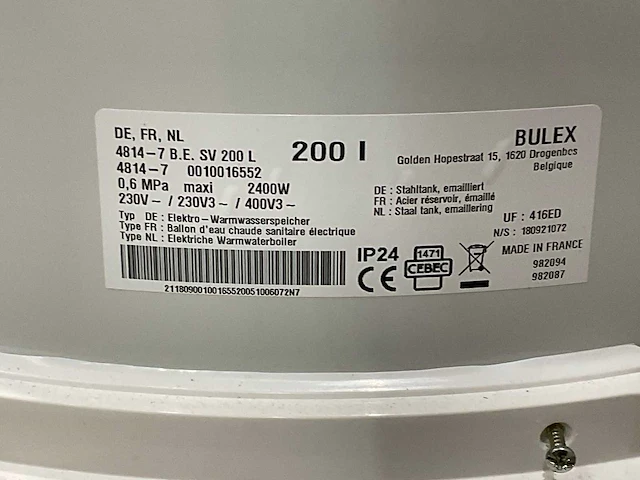 DE, FR, NL
4814-7 B.E. SV 200 L
4814-7 0010016552
0,6 MPa maxi 2400W
230V~ / 230V3~ / 400V3~
Typ DE : Elektro-Warmwasserspeicher
Type FR : Ballon d'eau chaude sanitaire électrique
Type NL : Elektriche Warmwaterboiler
21180900100165520051006072N7
200 l
BULEX
Golden Hopestraat 15, 1620 Drogenbos
Belgique
DE : Stahltank, emailliert
FR : Acier réservoir, émaillé
NL : Staal tank, emaillering
UF : 416ED
N/S : 180921072
IP24
CE
1471
CEBEC
MADE IN FRANCE
982094
982087